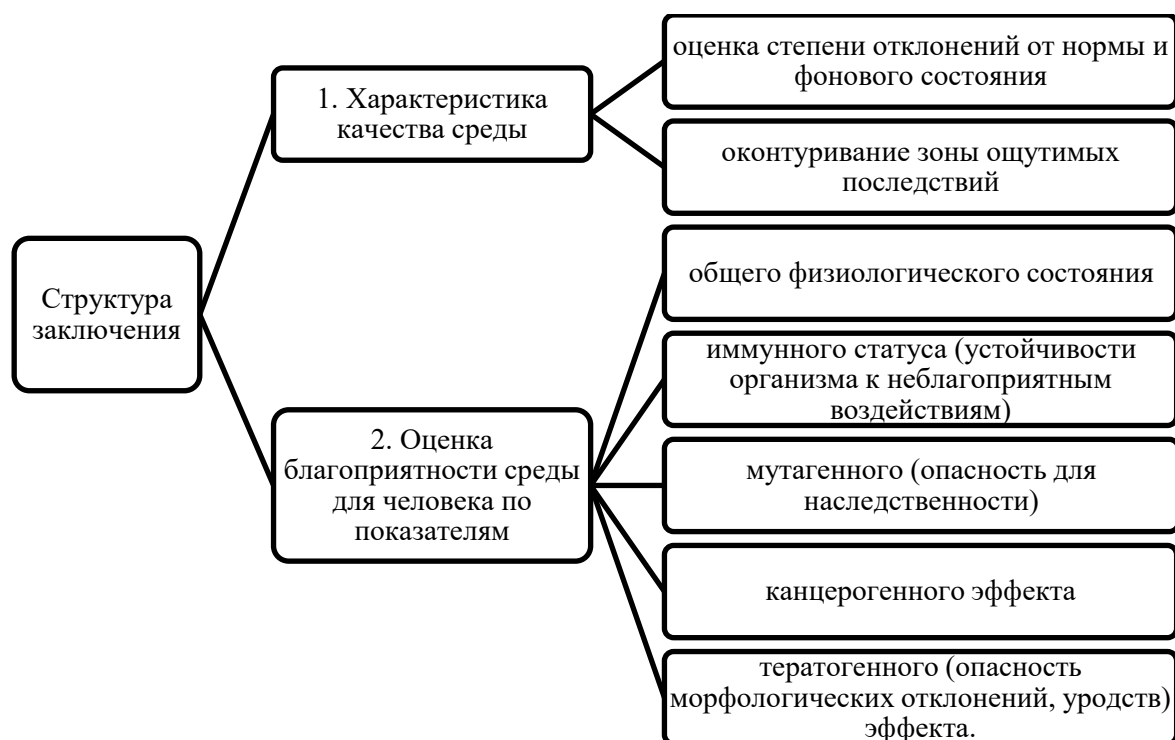 Структура
заключения
1. Характеристика
качества среды
оценка степени отклонений от нормы и
фонового состояния
оконтуривание зоны ощутимых
последствий
2. Оценка
благоприятности среды
для человека по
показателям
общего физиологического состояния
иммунного статуса (устойчивости
организма к неблагоприятным
воздействиям)
мутагенного (опасность для
наследственности)
канцерогенного эффекта
тератогенного (опасность
морфологических отклонений, уродств)
эффекта.